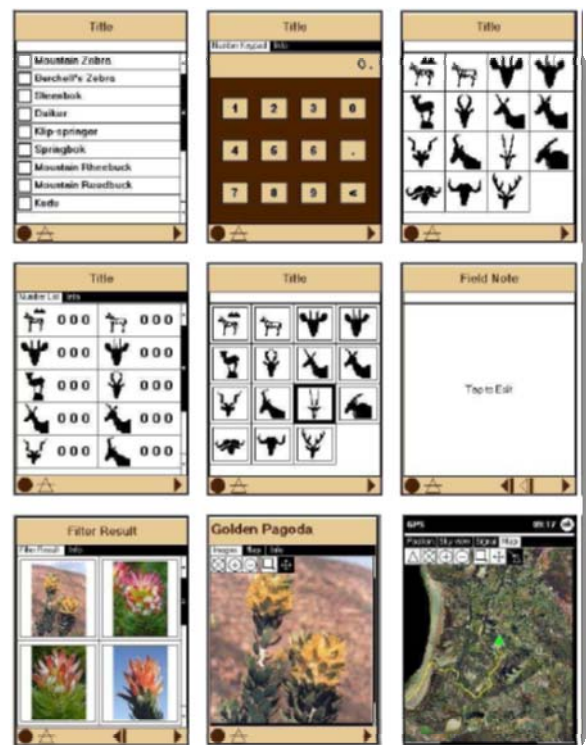 Title
Mountain Zebra
Burchell's Zebra
Steenbok
Duiker
Klip-springer
Springbok
Mountain Rheebuck
Mountain Reedbuck
Kudu
Title
Number Keypad Info
0.
1 2 3 0
4 5 6 .
7 8 9 <
Title
Title
Number List Info
000 000
000 000
000 000
000 000
000 000
Title
Field Note
Tap to Edit
Filter Result
Filter Result Info
Golden Pagoda
Images Map Info
GPS 09:17
Position Sky-view Signal Map